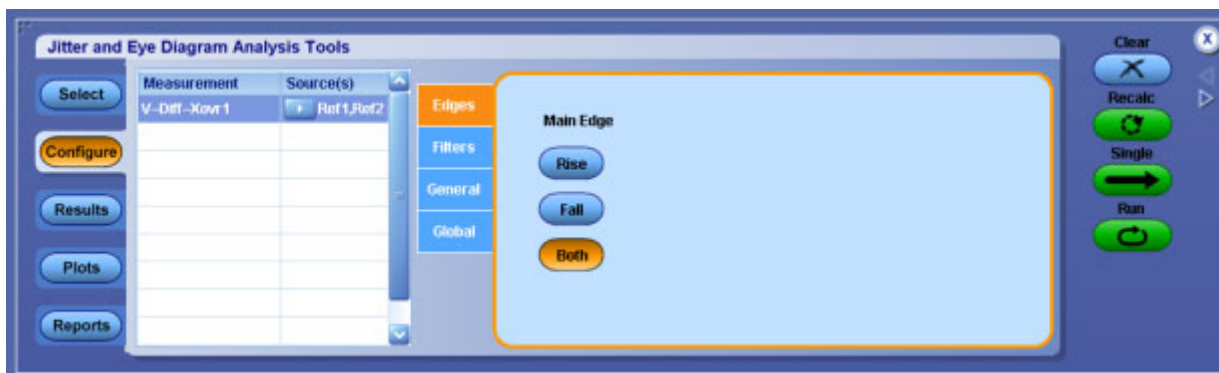 Jitter and Eye Diagram Analysis Tools
Select
Configure
Results
Plots
Reports
Measurement Source(s)
V-Diff-Xovr1 Ref1,Ref2
Edges
Filters
General
Global
Main Edge
Rise
Fall
Both
Clear
X
Recalc
Single
Run